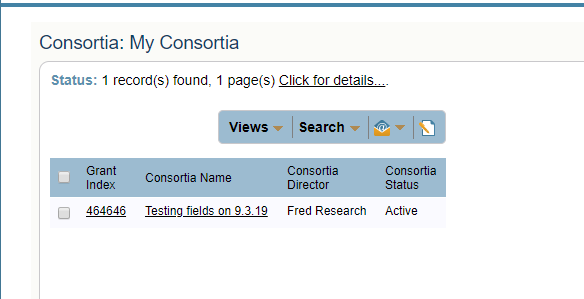 Consortia: My Consortia
Status: 1 record(s) found, 1 page(s) Click for details....
Views Search
Grant Index Consortia Name Consortia Director Consortia Status
464646 Testing fields on 9.3.19 Fred Research Active